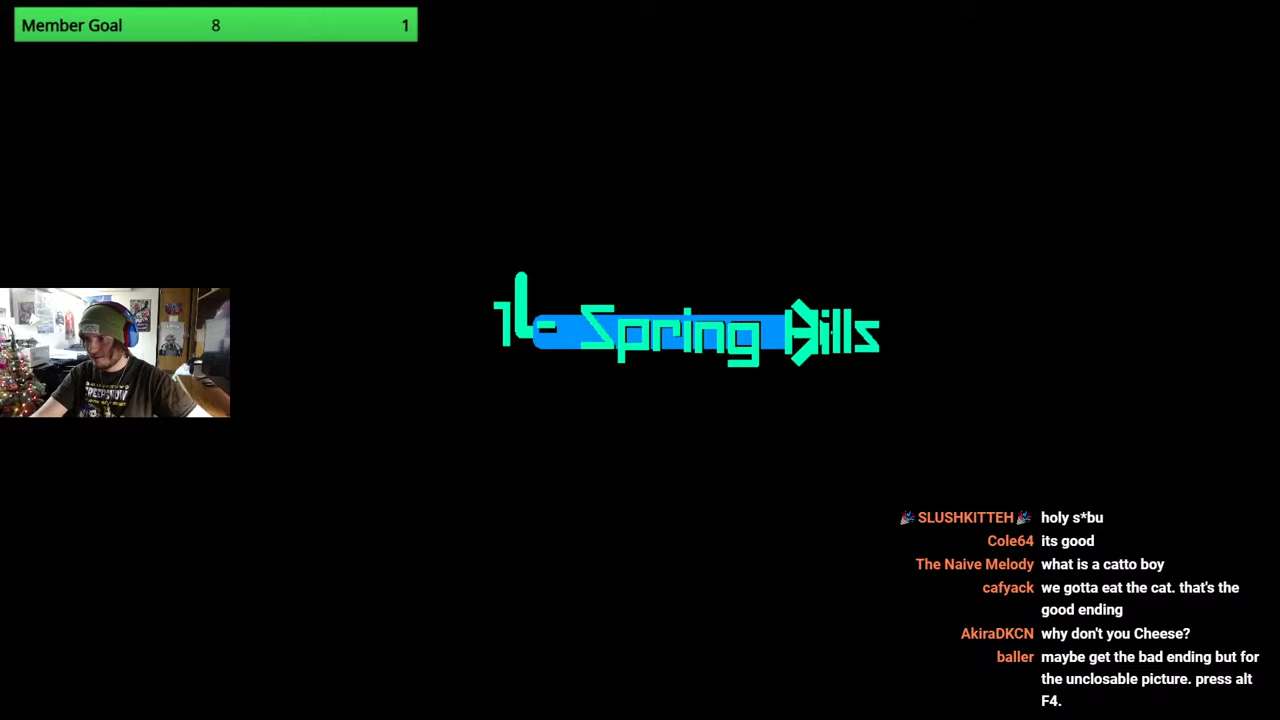 Member Goal 8 1
1- Spring Hills
🎉SLUSHKITTEH🎉 holy s*bu
Cole64 its good
The Naive Melody what is a catto boy
cafyack we gotta eat the cat. that's the
good ending
AkiraDKCN why don't you Cheese?
baller maybe get the bad ending but for
the unclosable picture. press alt
F4.